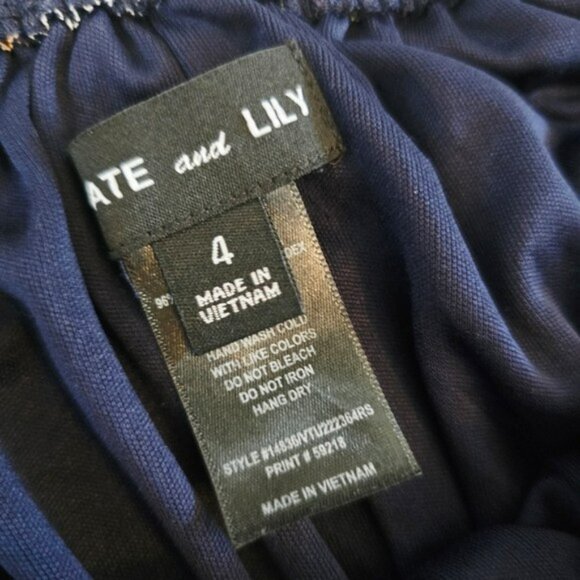 ATE and LILY
4
MADE IN
VIETNAM
HAND WASH COLD
WITH LIKE COLORS
DO NOT BLEACH
DO NOT IRON
HANG DRY
STYLE #14836IVTU222364RS
PRINT # 59218
MADE IN VIETNAM